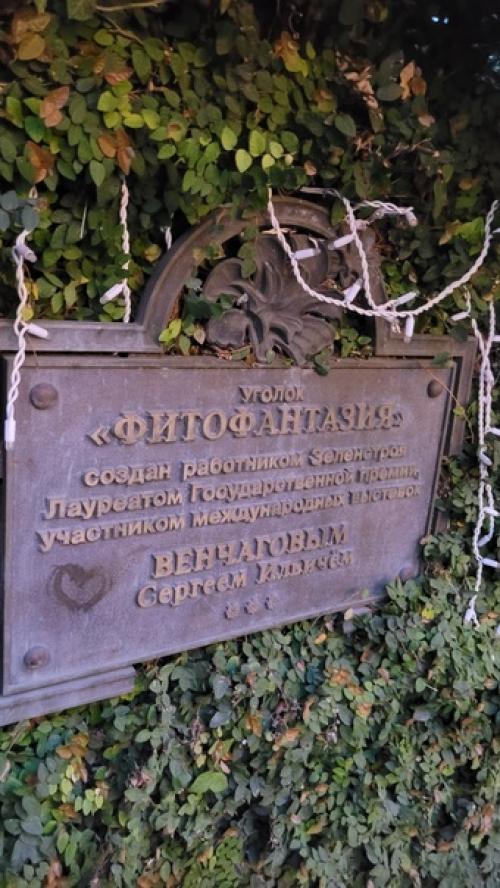 Уголок
«ФИТОФАНТАЗИЯ»
создан работником Зеленстроя
Лауреатом Государственной премии,
участником международных выставок
ВЕНЧАГОВЫМ
Сергеем Ильичём